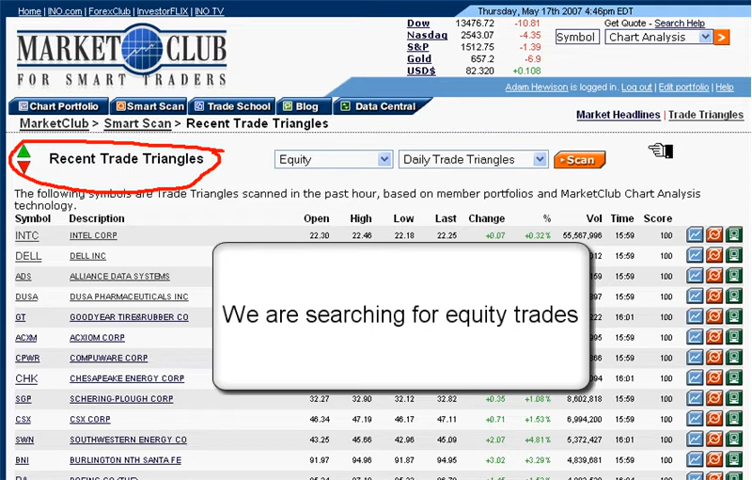 Home | INO.com | ForexClub | InvestorFLIX | INO TV
Thursday, May 17th 2007 4:46pm EDT
MARKET CLUB
FOR SMART TRADERS
Dow 13476.72 -10.81
Nasdaq 2543.07 -4.35
S&P 1512.75 -1.39
Gold 657.2 -6.9
USD$ 82.320 +0.108
Get Quote - Search Help
Symbol Chart Analysis
Adam Hewison is logged in. Log out | Edit portfolio | Help
Chart Portfolio Smart Scan Trade School Blog Data Central
MarketClub > Smart Scan > Recent Trade Triangles
Market Headlines | Trade Triangles
Recent Trade Triangles Equity Daily Trade Triangles Scan
The following symbols are Trade Triangles scanned in the past hour, based on member portfolios and MarketClub Chart Analysis
technology.
Symbol Description Open High Low Last Change % Vol Time Score
INTC INTEL CORP 22.30 22.46 22.18 22.25 +0.07 +0.32% 55,567,996 15:59 100
DELL DELL INC 15:59 100
ADS ALLIANCE DATA SYSTEMS 15:59 100
DUSA DUSA PHARMACEUTICALS INC 15:59 100
GT GOODYEAR TIRE&RUBBER CO 16:01 100
ACXM ACXIOM CORP 15:59 100
CPWR COMPUWARE CORP 15:59 100
CHK CHESAPEAKE ENERGY CORP 16:01 100
We are searching for equity trades
SGP SCHERING-PLOUGH CORP 32.27 32.90 32.12 32.82 +0.35 +1.08% 8,602,818 15:59 100
CSX CSX CORP 46.34 47.19 46.17 47.11 +0.71 +1.53% 6,994,200 15:59 100
SWN SOUTHWESTERN ENERGY CO 43.25 45.66 42.96 45.09 +2.07 +4.81% 5,372,427 16:01 100
BNI BURLINGTON NTH SANTA FE 91.97 94.96 91.87 94.95 +3.02 +3.29% 4,839,681 15:59 100